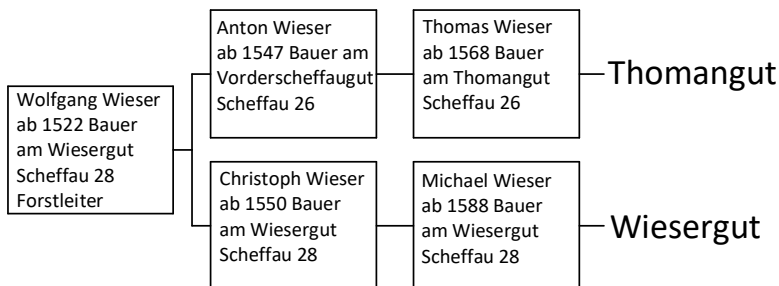 Wolfgang Wieser
ab 1522 Bauer
am Wiesergut
Scheffau 28
Forstleiter
Anton Wieser
ab 1547 Bauer am
Vorderscheffaugut
Scheffau 26
Thomas Wieser
ab 1568 Bauer
am Thomangut
Scheffau 26
Thomangut
Christoph Wieser
ab 1550 Bauer
am Wiesergut
Scheffau 28
Michael Wieser
ab 1588 Bauer
am Wiesergut
Scheffau 28
Wiesergut